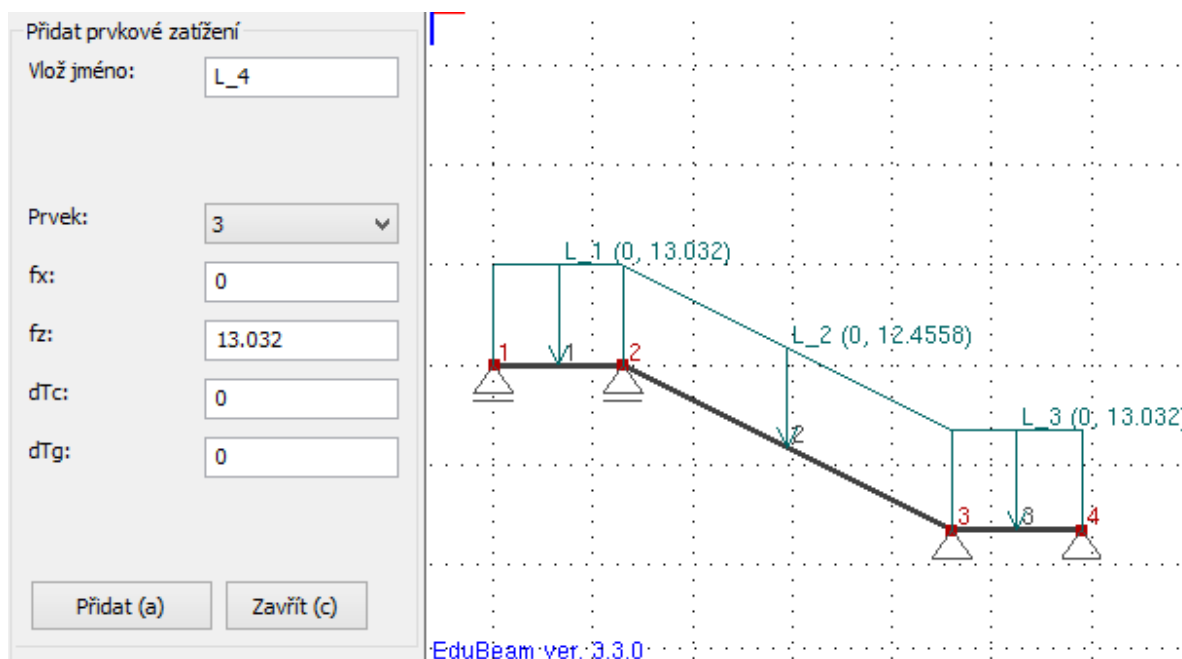 Přidat prvkové zatížení
Vlož jméno: L_4
Prvek: 3
fx: 0
fz: 13.032
dTc: 0
dTg: 0
Přidat (a) Zavřít (c)
L_1 (0, 13.032)
1 1 2
L_2 (0, 12.4558)
2
L_3 (0, 13.032)
3 8 4
EduBeam ver. 3.3.0